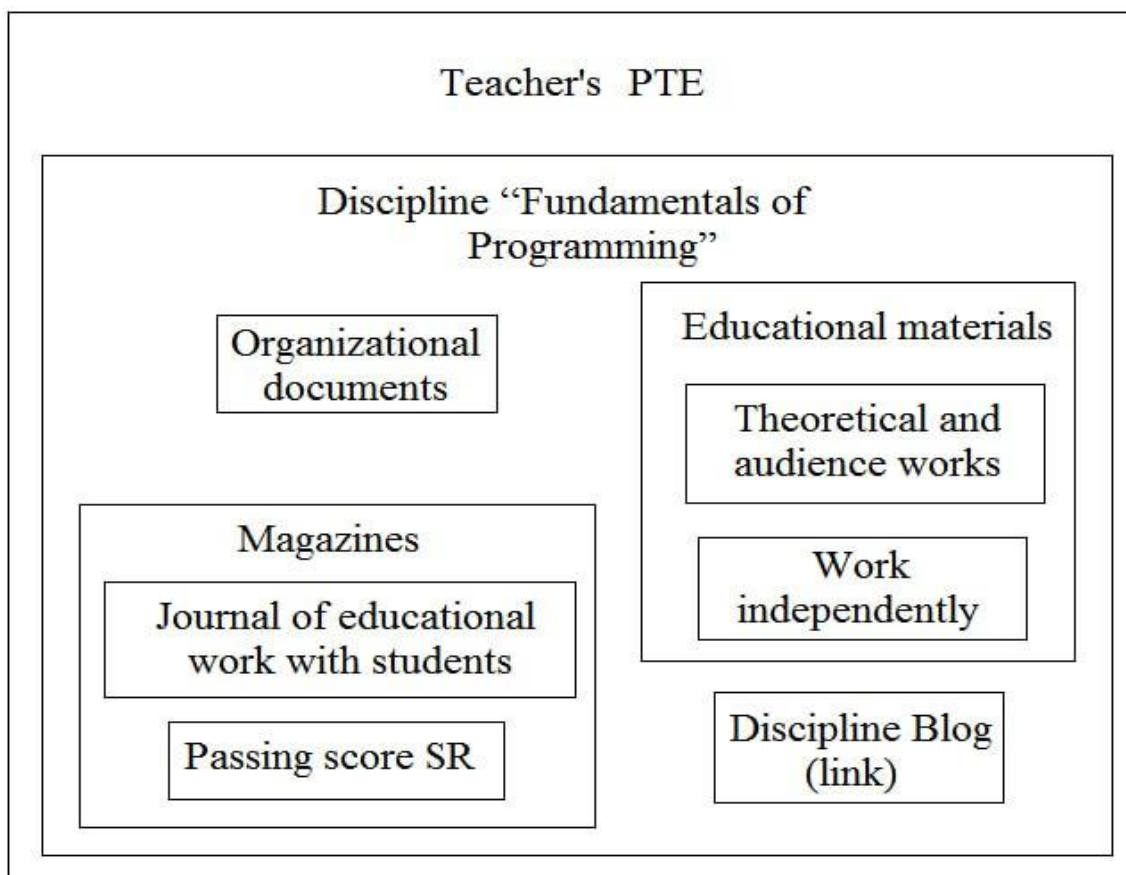 Teacher's PTE
Discipline “Fundamentals of
Programming”
Organizational
documents
Educational materials
Theoretical and
audience works
Work
independently
Magazines
Journal of educational
work with students
Passing score SR
Discipline Blog
(link)